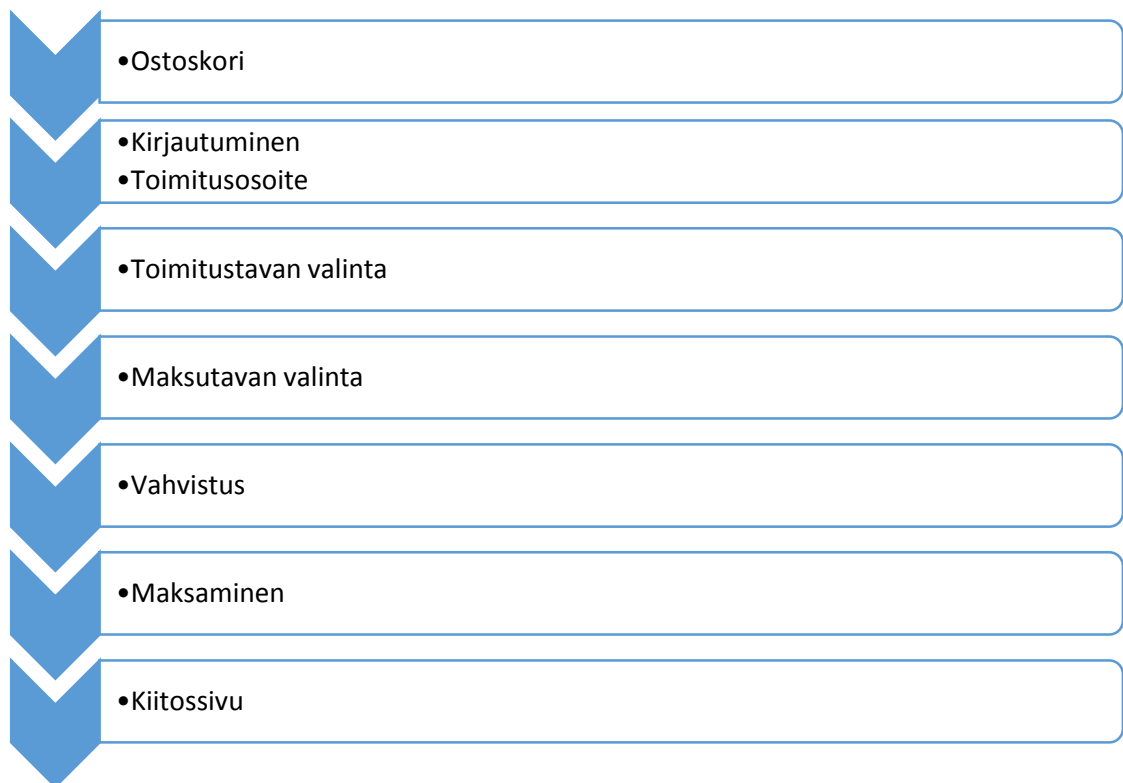 •Ostoskori
•Kirjautuminen
•Toimitusosoite
•Toimitustavan valinta
•Maksutavan valinta
•Vahvistus
•Maksaminen
•Kiitossivu